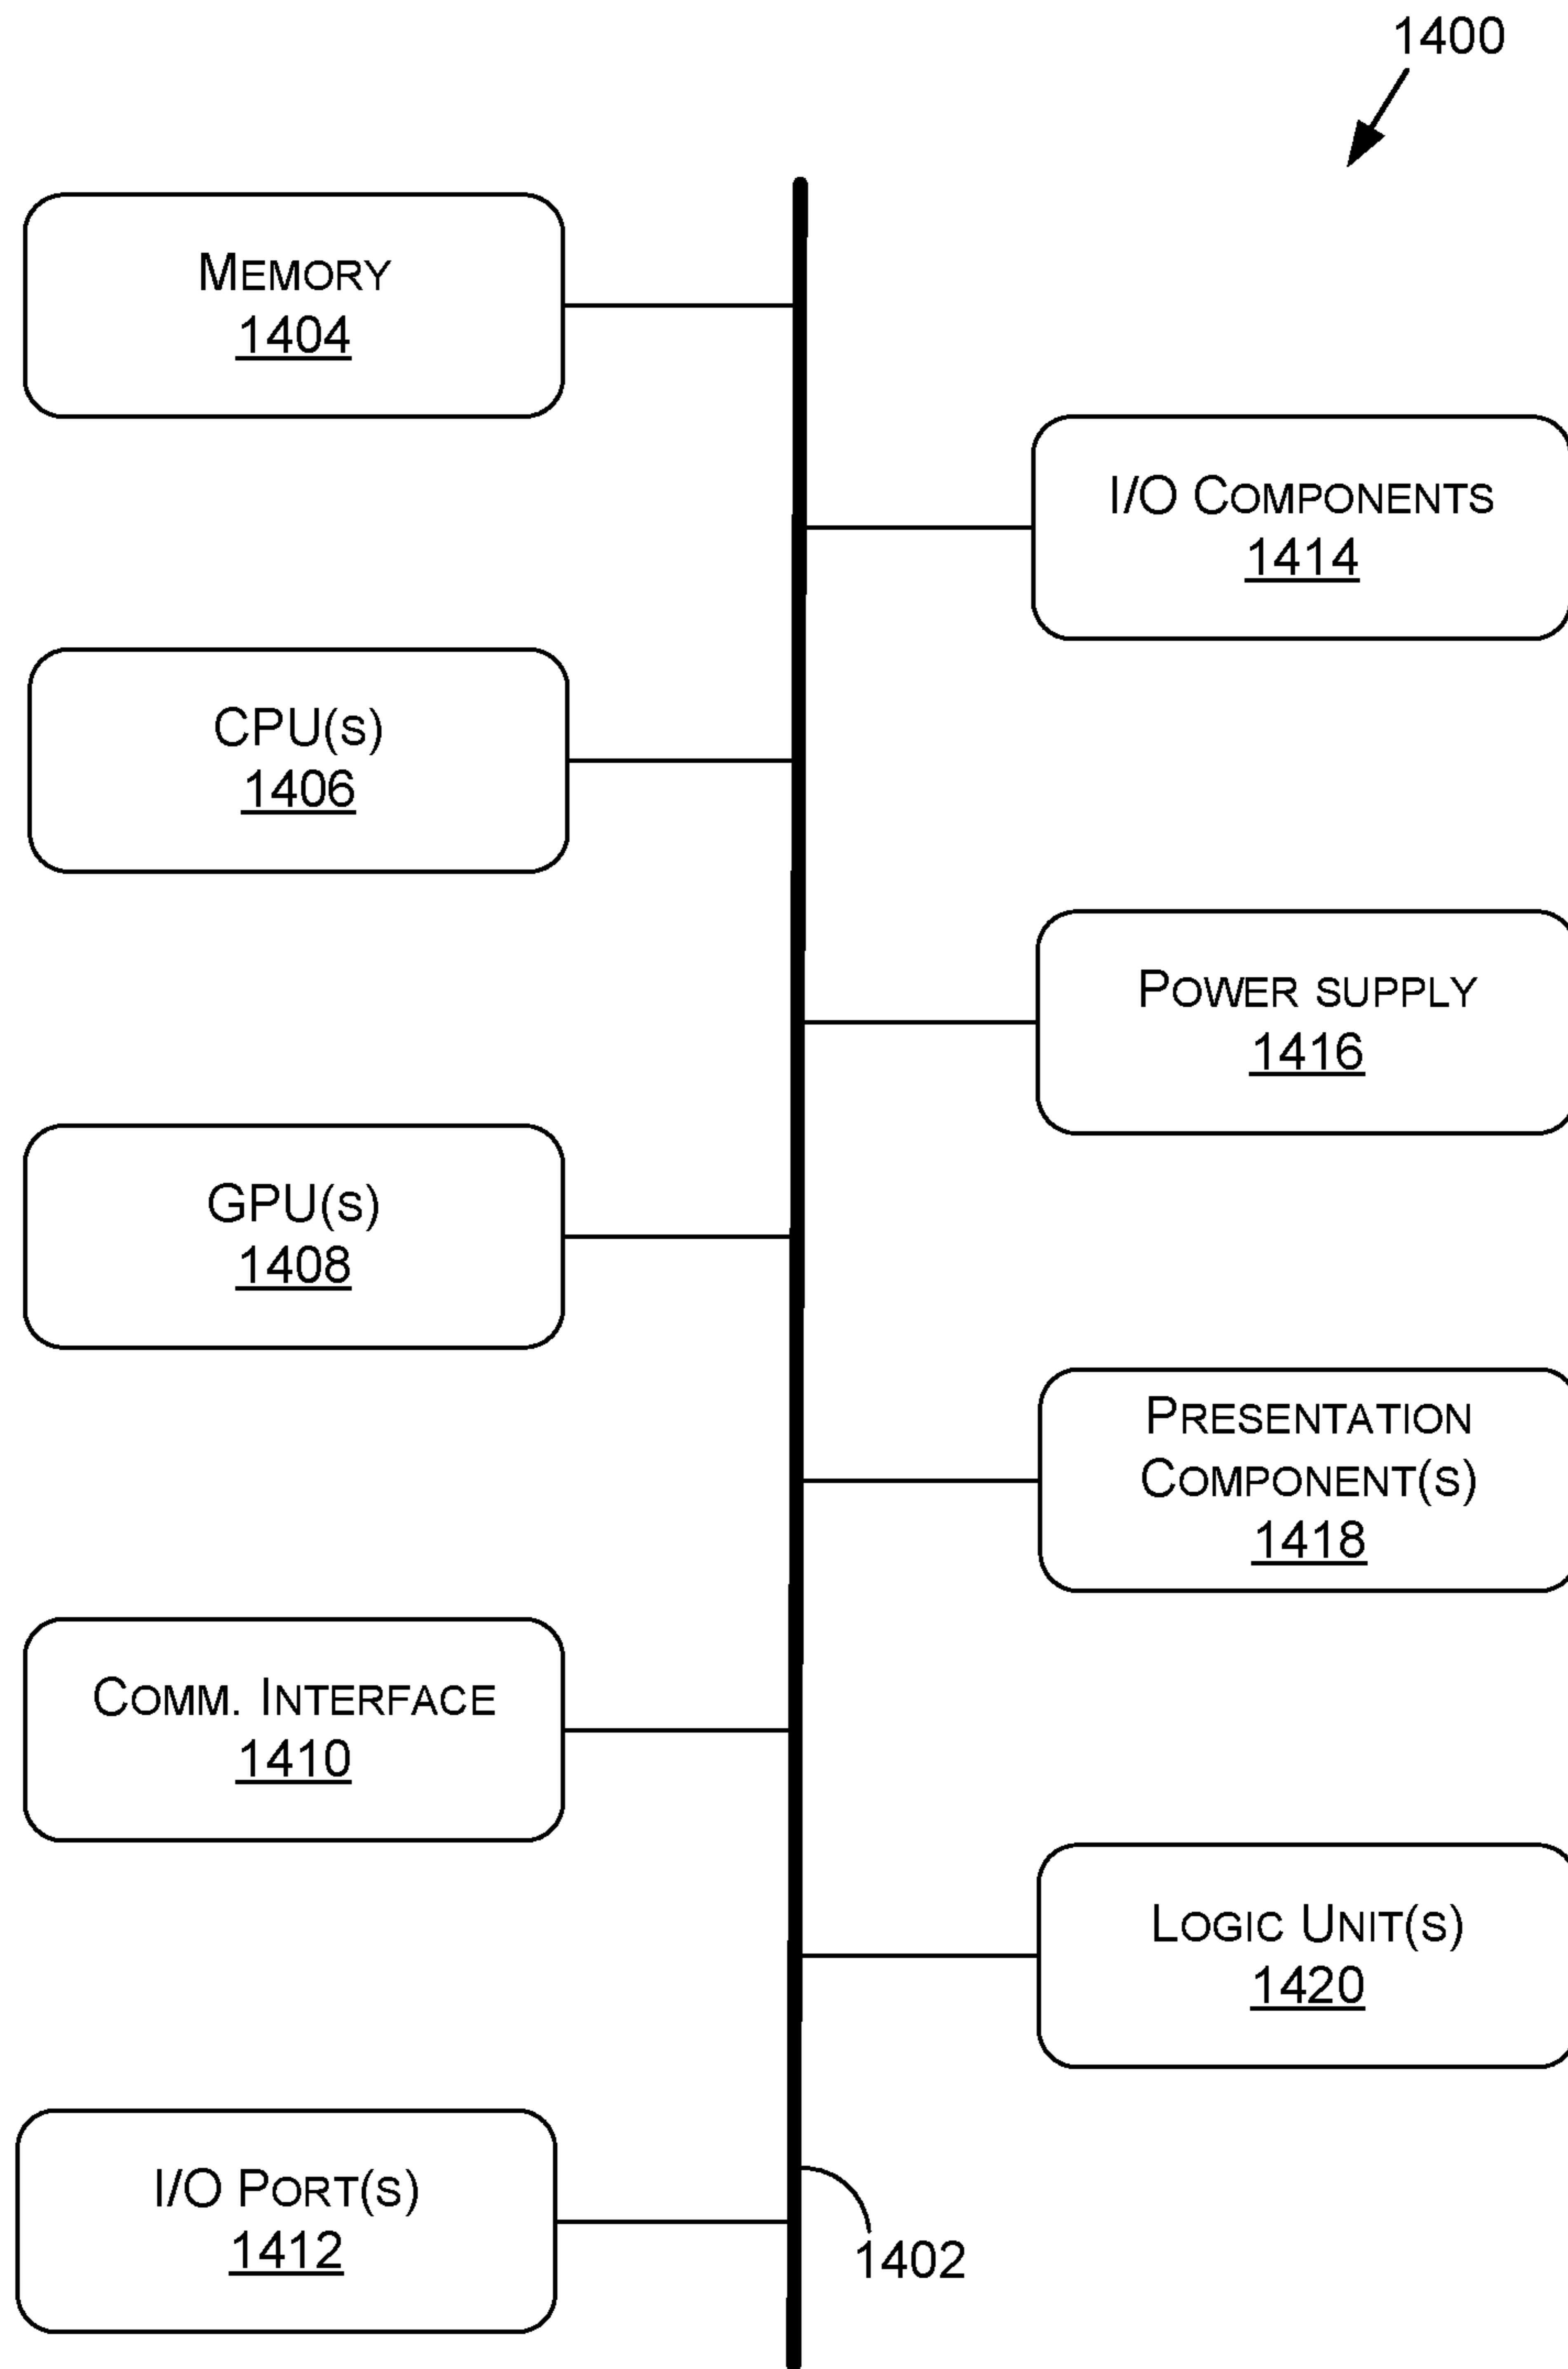 1400
MEMORY
1404
I/O COMPONENTS
1414
CPU(S)
1406
POWER SUPPLY
1416
GPU(S)
1408
PRESENTATION
COMPONENT(S)
1418
COMM. INTERFACE
1410
LOGIC UNIT(S)
1420
I/O PORT(S)
1412
1402